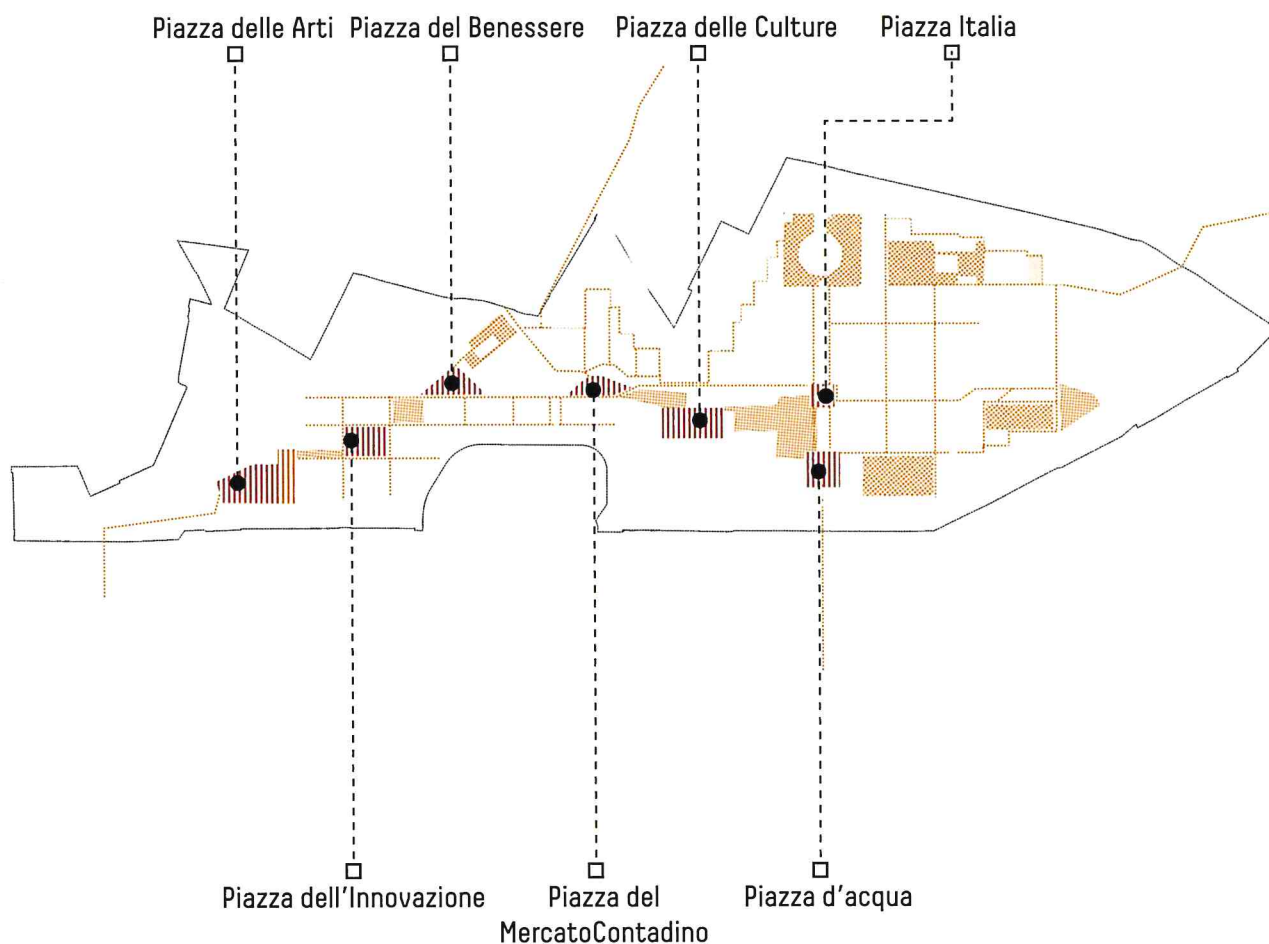 Piazza delle Arti
Piazza del Benessere
Piazza delle Culture
Piazza Italia
Piazza dell'Innovazione
Piazza del
MercatoContadino
Piazza d'acqua